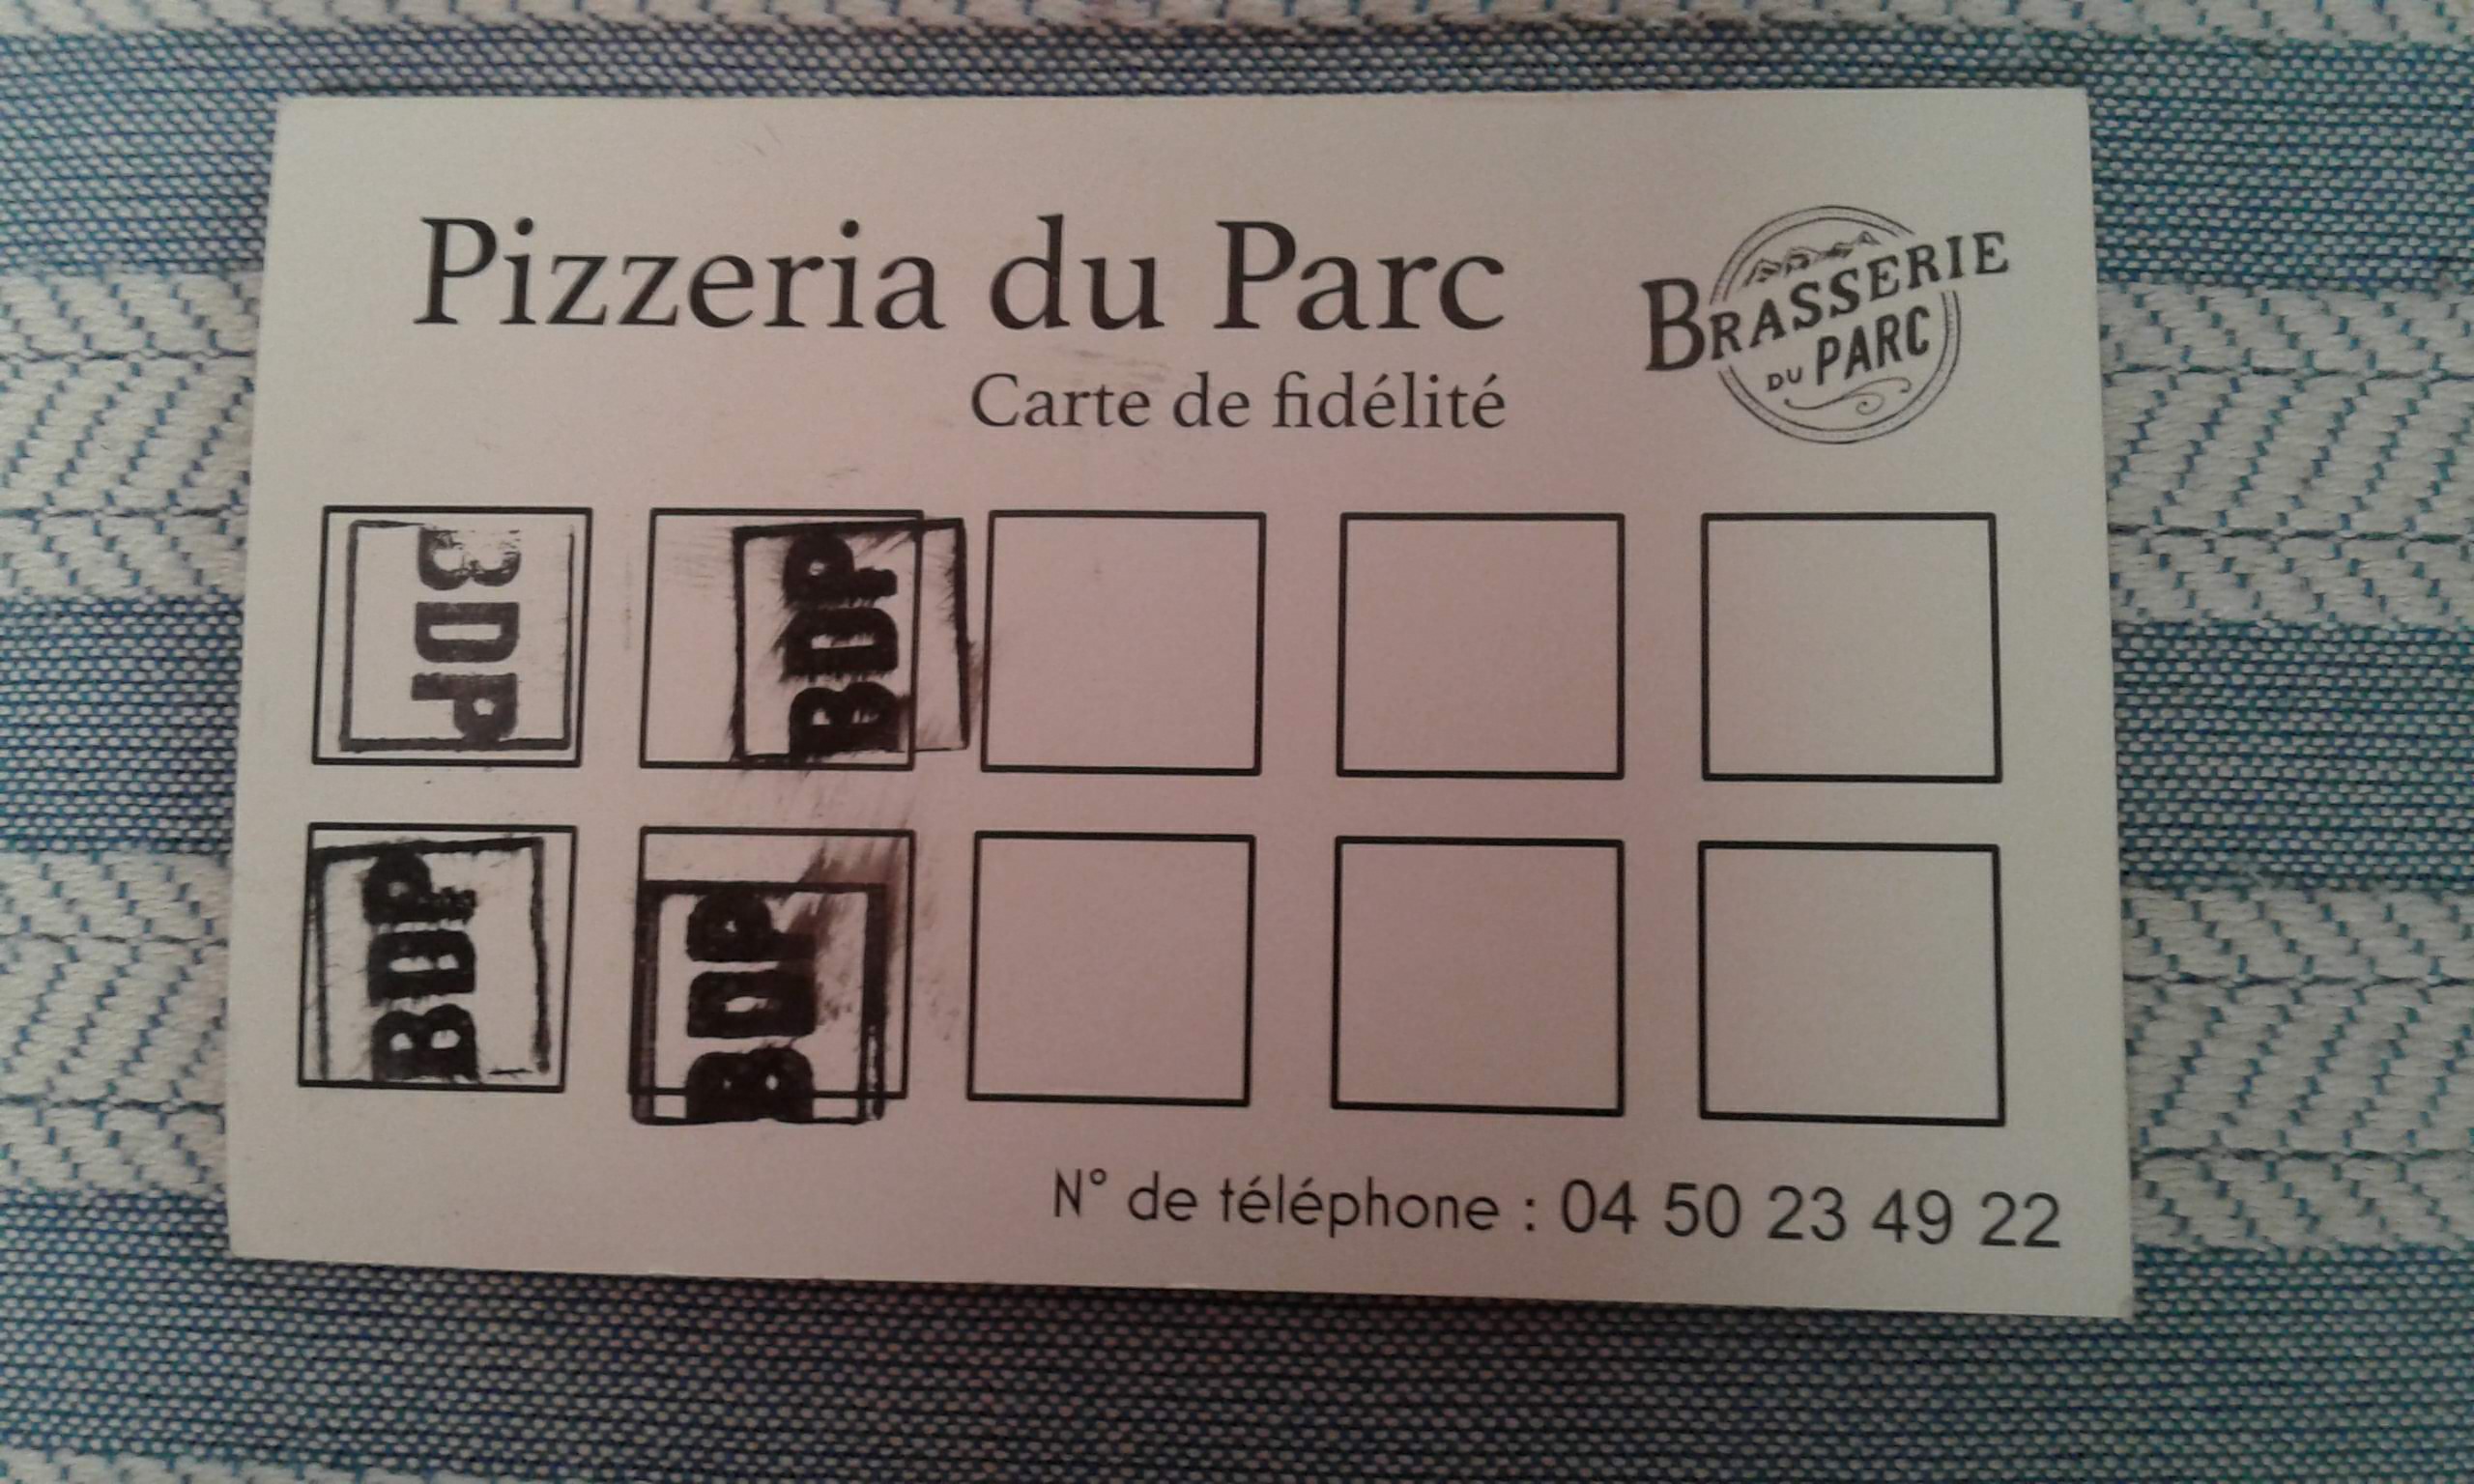 Pizzeria du Parc
Carte de fidélité
BRASSERIE
DU PARC
BDP
BDP
BDP
BDP
N° de téléphone : 04 50 23 49 22